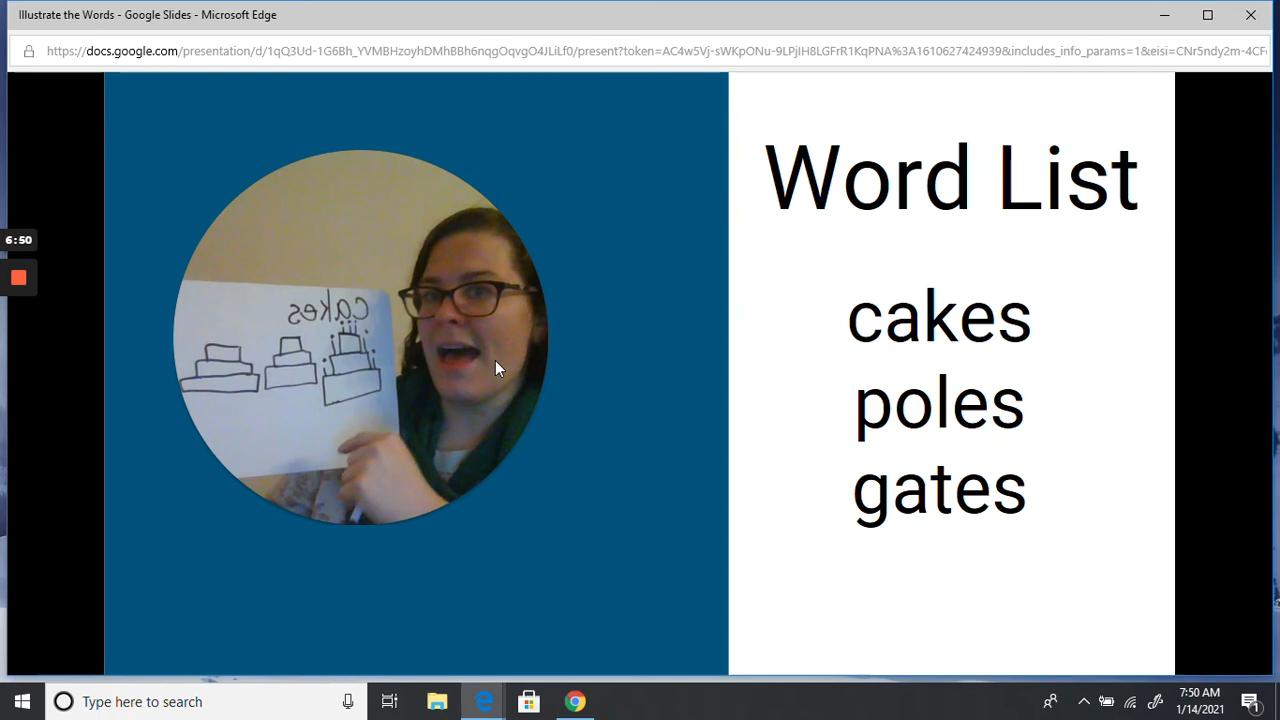 Illustrate the Words - Google Slides - Microsoft Edge
https://docs.google.com/presentation/d/1qQ3Ud-1G6Bh_YVMBHzoyhDMhBBh6nqgOqvgO4JLiLf0/present?token=AC4w5Vj-sWKpONu-9LPjIH8LGFrR1KqPNA%3A1610627424939&includes_info_params=1&eisi=CNr5ndy2m-4CF
Word List
6:50
cakes
cakes
poles
gates
Type here to search
7:50 AM
1/14/2021
1